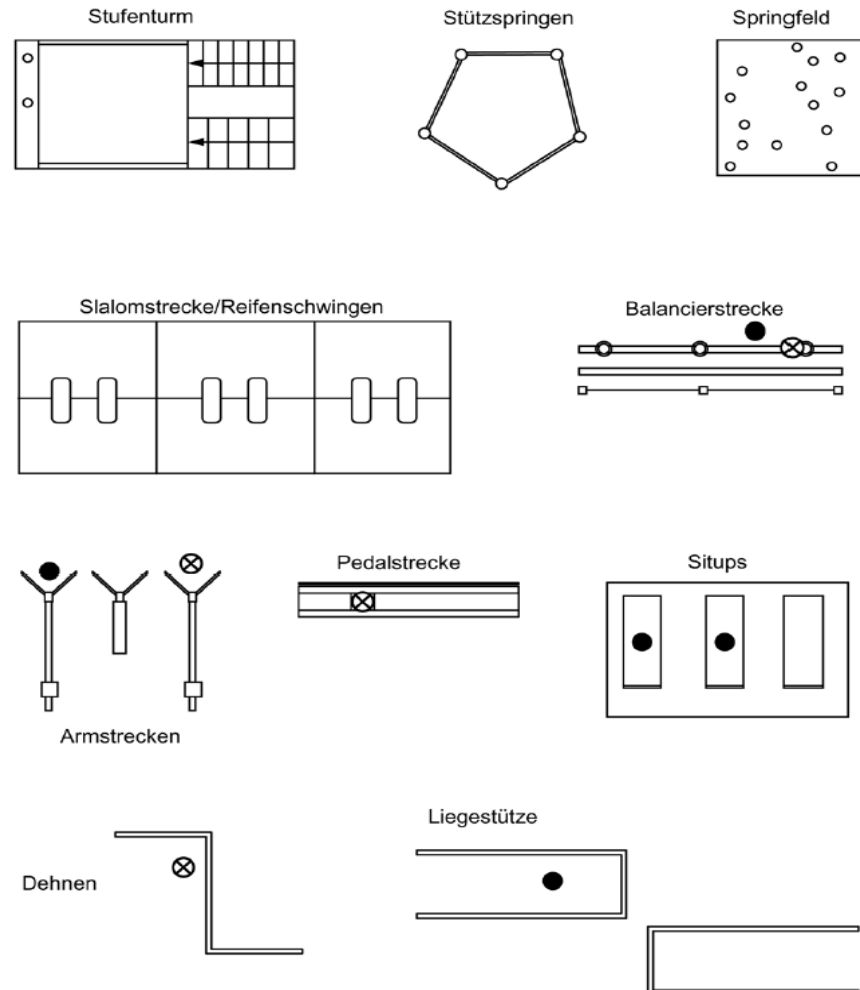 Stufenturm
Stützspringen
Springfeld
Slalomstrecke/Reifenschwingen
Balancierstrecke
Pedalstrecke
Situps
Armstrecken
Liegestütze
Dehnen